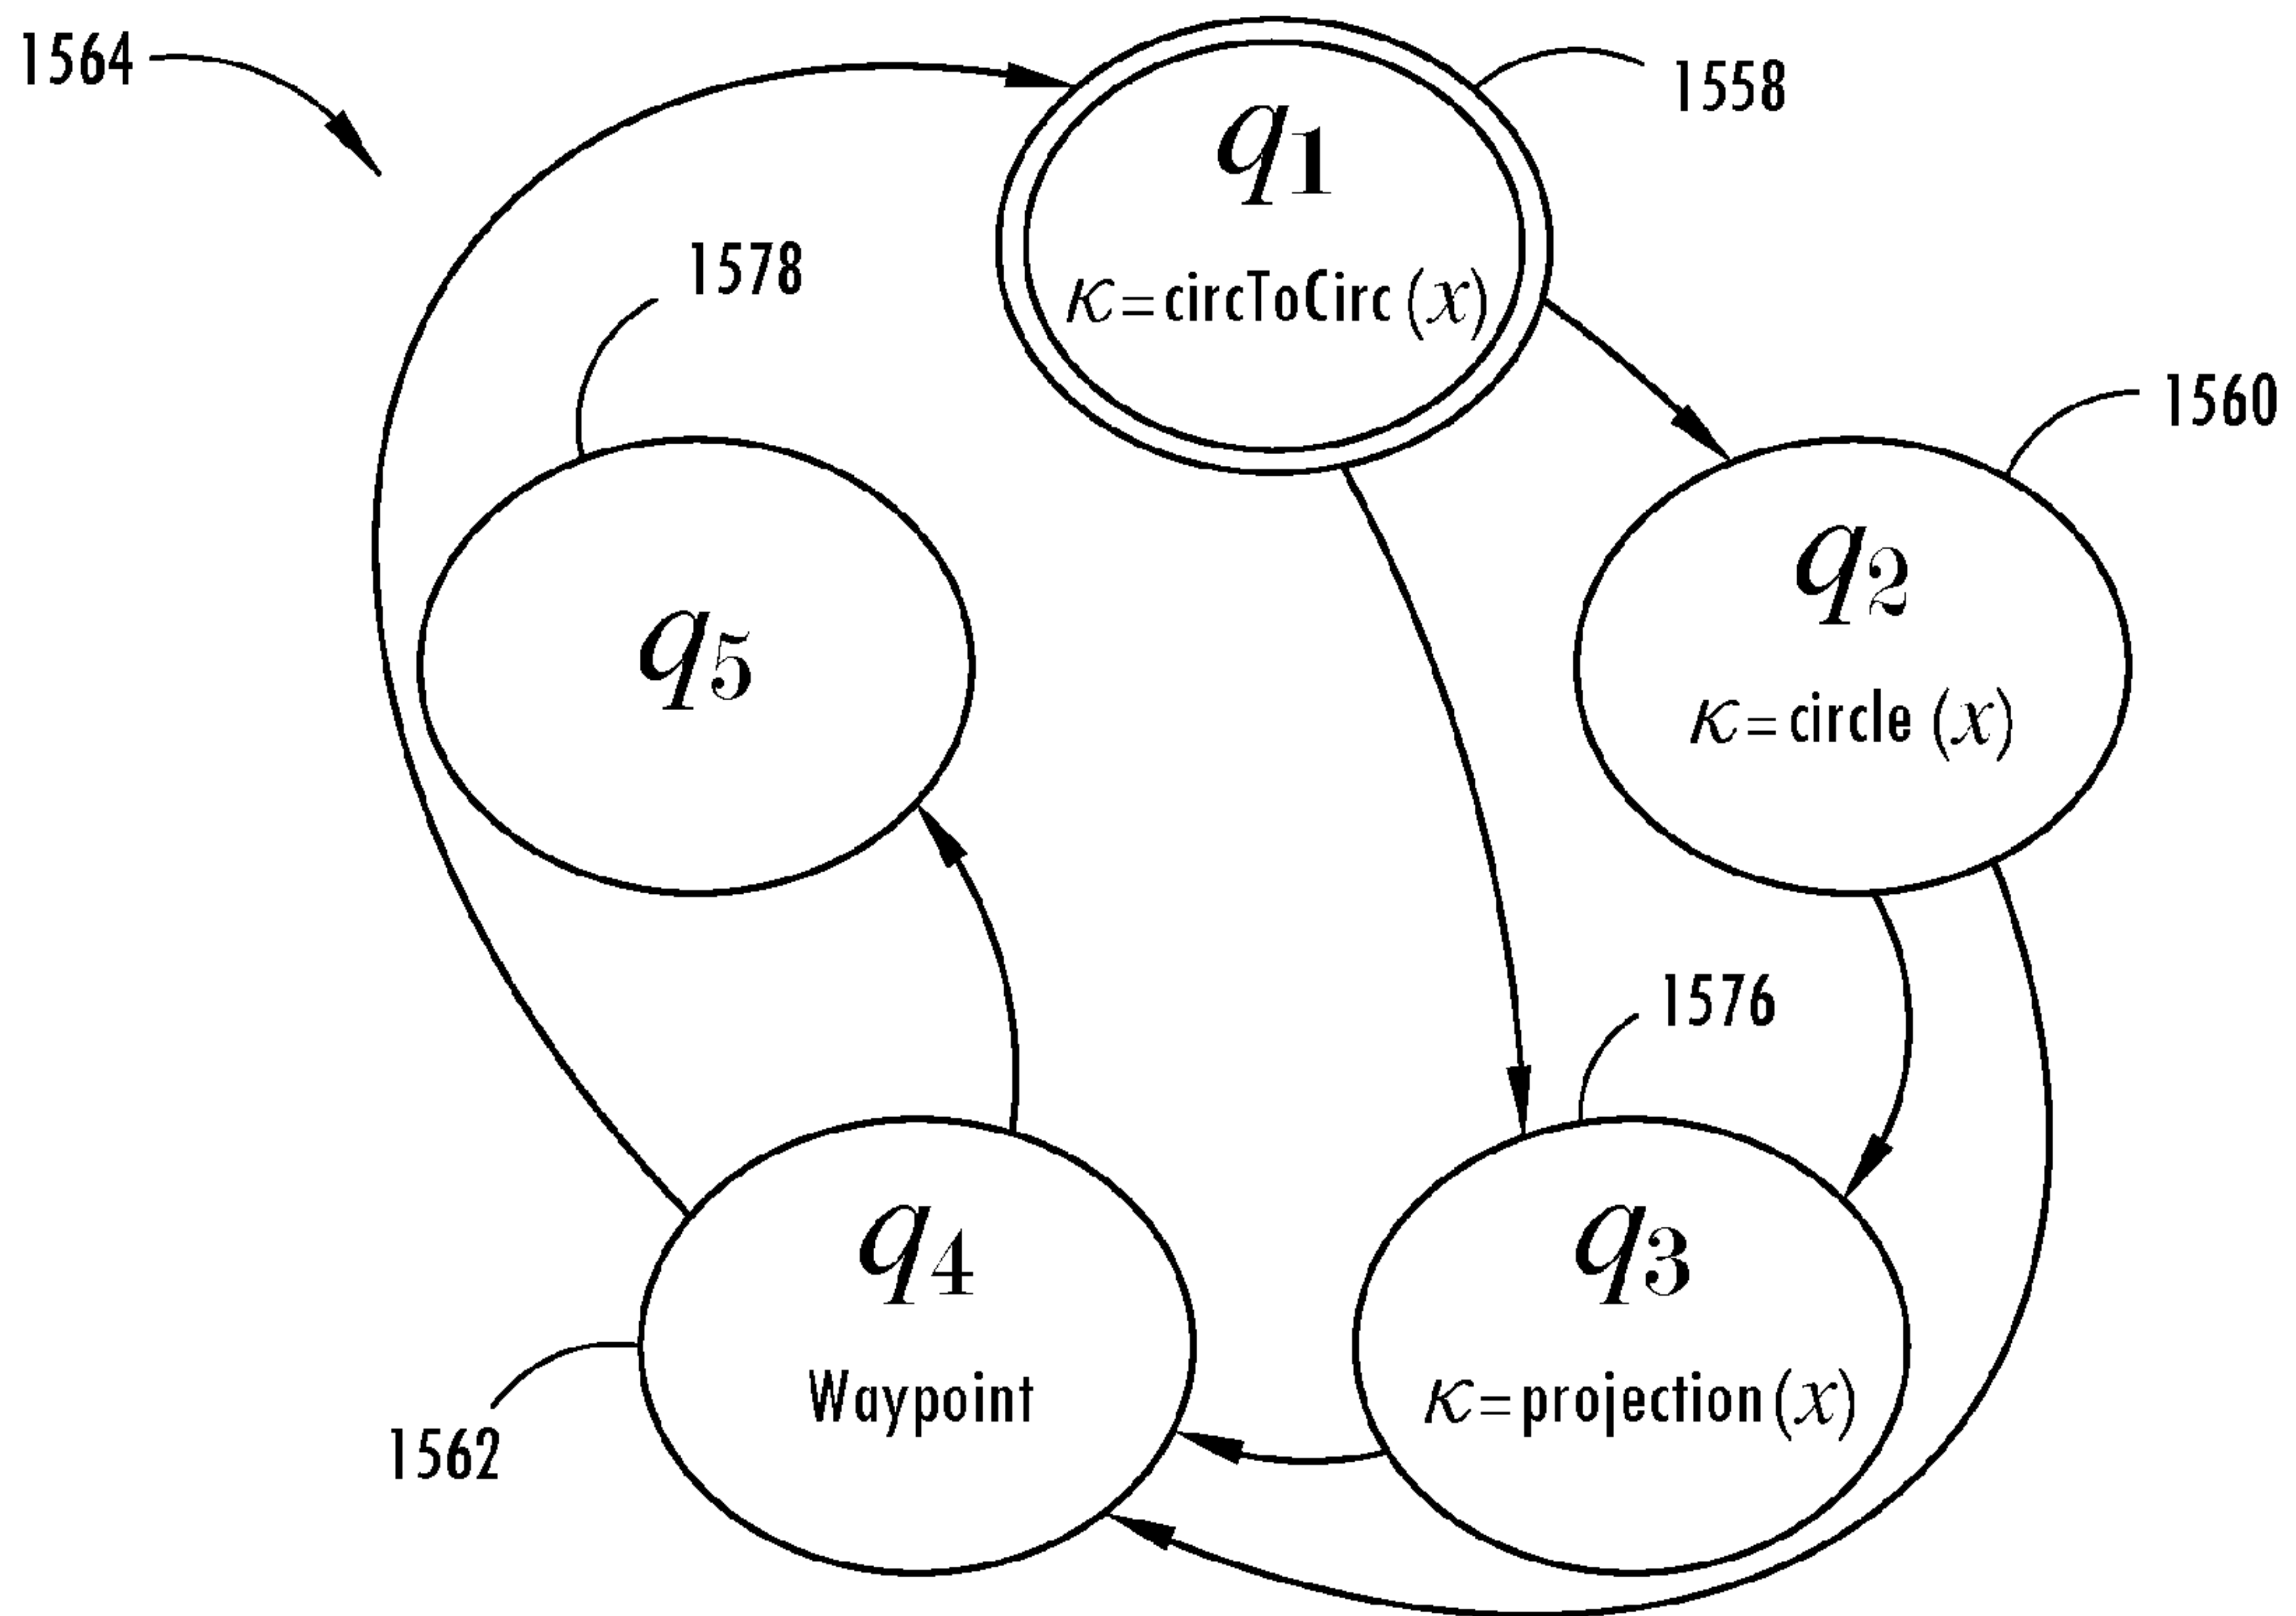 1564
1558
q1
κ=circToCirc(x)
1578
1560
q2
κ=circle(x)
q5
1576
q4
Waypoint
q3
κ=projection(x)
1562